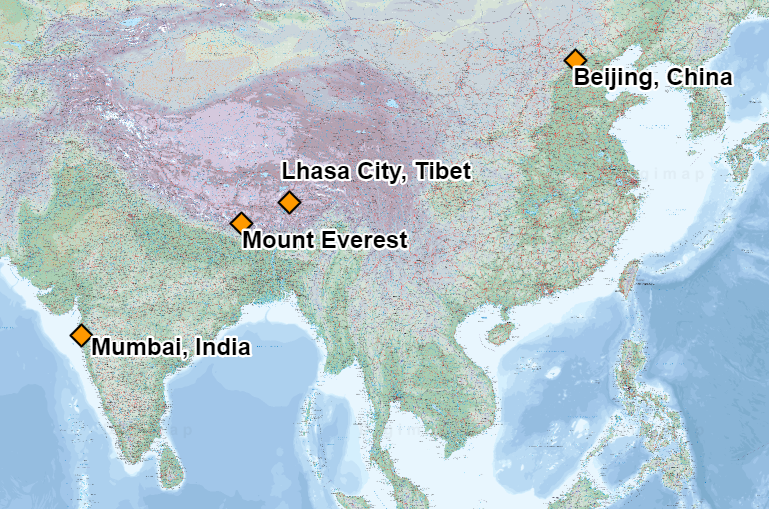 Beijing, China
Lhasa City, Tibet
Mount Everest
Mumbai, India